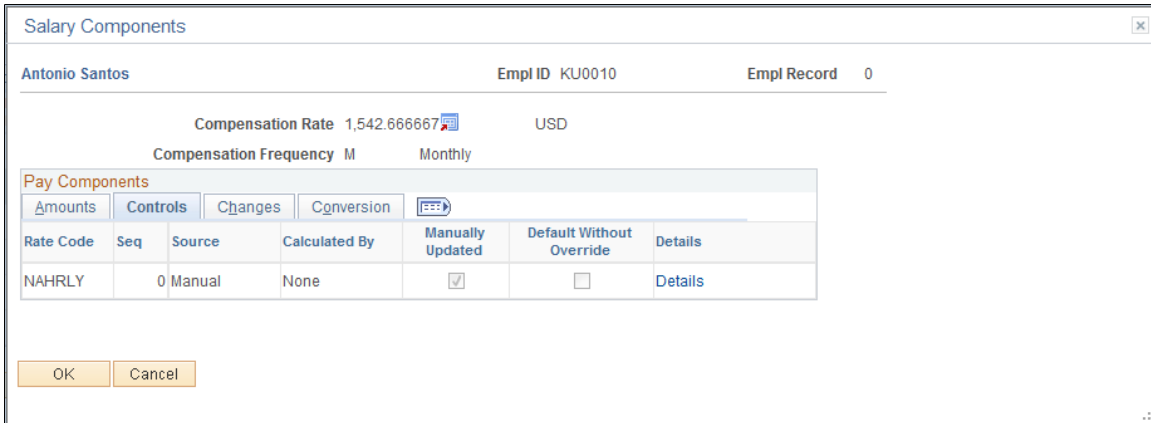 Salary Components
Antonio Santos Empl ID KU0010 Empl Record 0
Compensation Rate 1,542.666667 USD
Compensation Frequency M Monthly
Pay Components
Amounts Controls Changes Conversion
Rate Code Seq Source Calculated By Manually Updated Default Without Override Details
NAHRLY 0 Manual None Details
OK Cancel